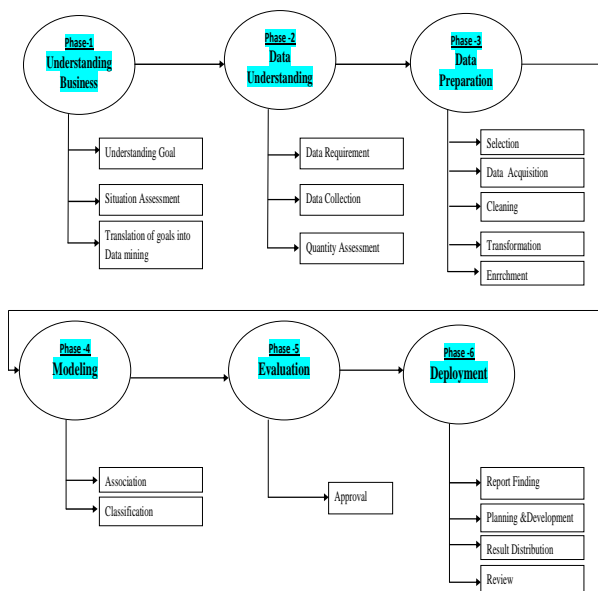 Phase-1
Understanding
Business
Understanding Goal
Situation Assessment
Translation of goals into
Data mining
Phase -2
Data
Understanding
Data Requirement
Data Collection
Quantity Assessment
Phase -3
Data
Preparation
Selection
Data Acquisition
Cleaning
Transformation
Enrrchment
Phase -4
Modeling
Association
Classification
Phase -5
Evaluation
Approval
Phase -6
Deployment
Report Finding
Planning &Development
Result Distribution
Review